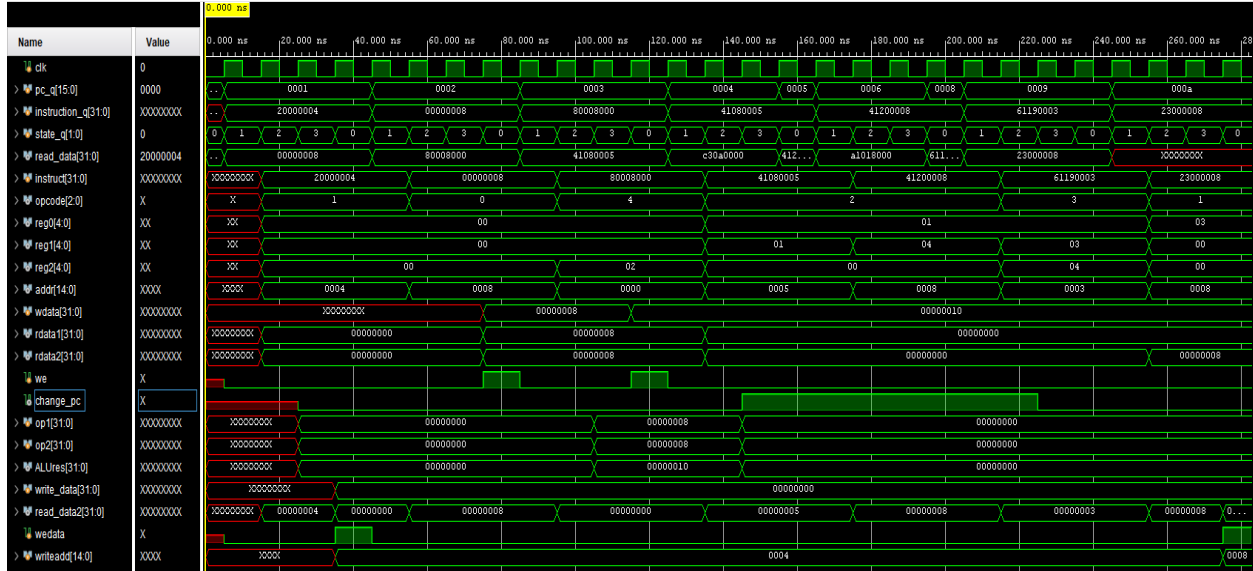 0.000 ns
Name Value 0.000 ns 20.000 ns 40.000 ns 60.000 ns 80.000 ns 100.000 ns 120.000 ns 140.000 ns 160.000 ns 180.000 ns 200.000 ns 220.000 ns 240.000 ns 260.000 ns 28
clk 0
pc_q[15:0] 0000 .. 0001 0002 0003 0004 0005 0006 0008 0009 000a
instruction_q[31:0] XXXXXXXX .. 20000004 00000008 80008000 41080005 41200008 61190003 23000008
state_q[1:0] 0 0 1 2 3 0 1 2 3 0 1 2 3 0 1 2 3 0 1 2 3 0 1 2 3 0 1 2 3 0
read_data[31:0] 20000004 .. 00000008 80008000 41080005 c30a0000 412... a1018000 611... 23000008 XXXXXXXX
instruct[31:0] XXXXXXXX XXXXXXXX 20000004 00000008 80008000 41080005 41200008 61190003 23000008
opcode[2:0] X X 1 0 4 2 3 1
reg0[4:0] XX XX 00 01 03
reg1[4:0] XX XX 00 01 04 03 00
reg2[4:0] XX XX 00 02 00 04 00
addr[14:0] XXXX XXXX 0004 0008 0000 0005 0008 0003 0008
wdata[31:0] XXXXXXXX XXXXXXXX 00000008 00000010
rdata1[31:0] XXXXXXXX XXXXXXXX 00000000 00000008 00000000
rdata2[31:0] XXXXXXXX XXXXXXXX 00000000 00000008 00000000 00000008
we X
change_pc X
op1[31:0] XXXXXXXX XXXXXXXX 00000000 00000008 00000000
op2[31:0] XXXXXXXX XXXXXXXX 00000000 00000008 00000000
ALUres[31:0] XXXXXXXX XXXXXXXX 00000000 00000010 00000000
write_data[31:0] XXXXXXXX XXXXXXXX 00000000
read_data2[31:0] XXXXXXXX XXXXXXXX 00000004 00000000 00000008 00000000 00000005 00000008 00000003 00000008 0...
wedata X
writeadd[14:0] XXXX XXXX 0004 0008